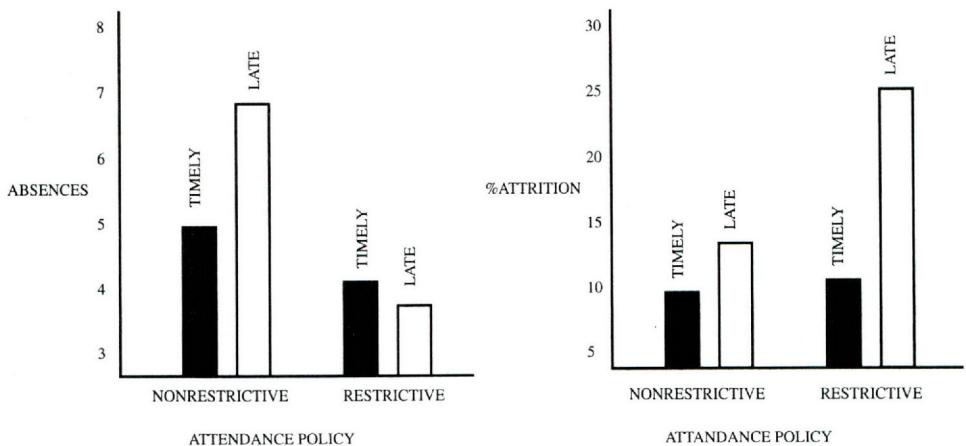 8
7
6
5
4
3
ABSENCES
TIMELY
LATE
TIMELY
LATE
NONRESTRICTIVE
RESTRICTIVE
ATTENDANCE POLICY
30
25
20
15
10
5
%ATTRITION
TIMELY
LATE
TIMELY
LATE
NONRESTRICTIVE
RESTRICTIVE
ATTANDANCE POLICY